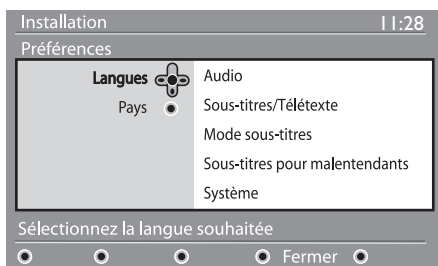 Installation 11:28
Préférences
Langues Audio
Pays Sous-titres/Télétexte
Mode sous-titres
Sous-titres pour malentendants
Système
Sélectionnez la langue souhaitée
Fermer